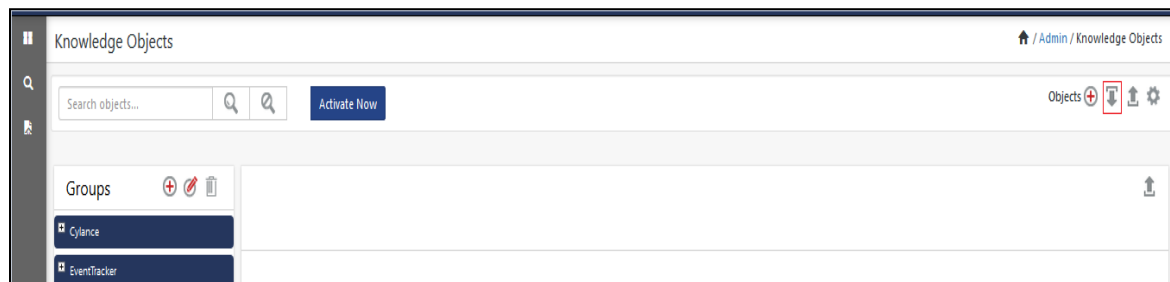 Knowledge Objects
/ Admin / Knowledge Objects
Search objects...
Activate Now
Objects
Groups
Cylance
EventTracker